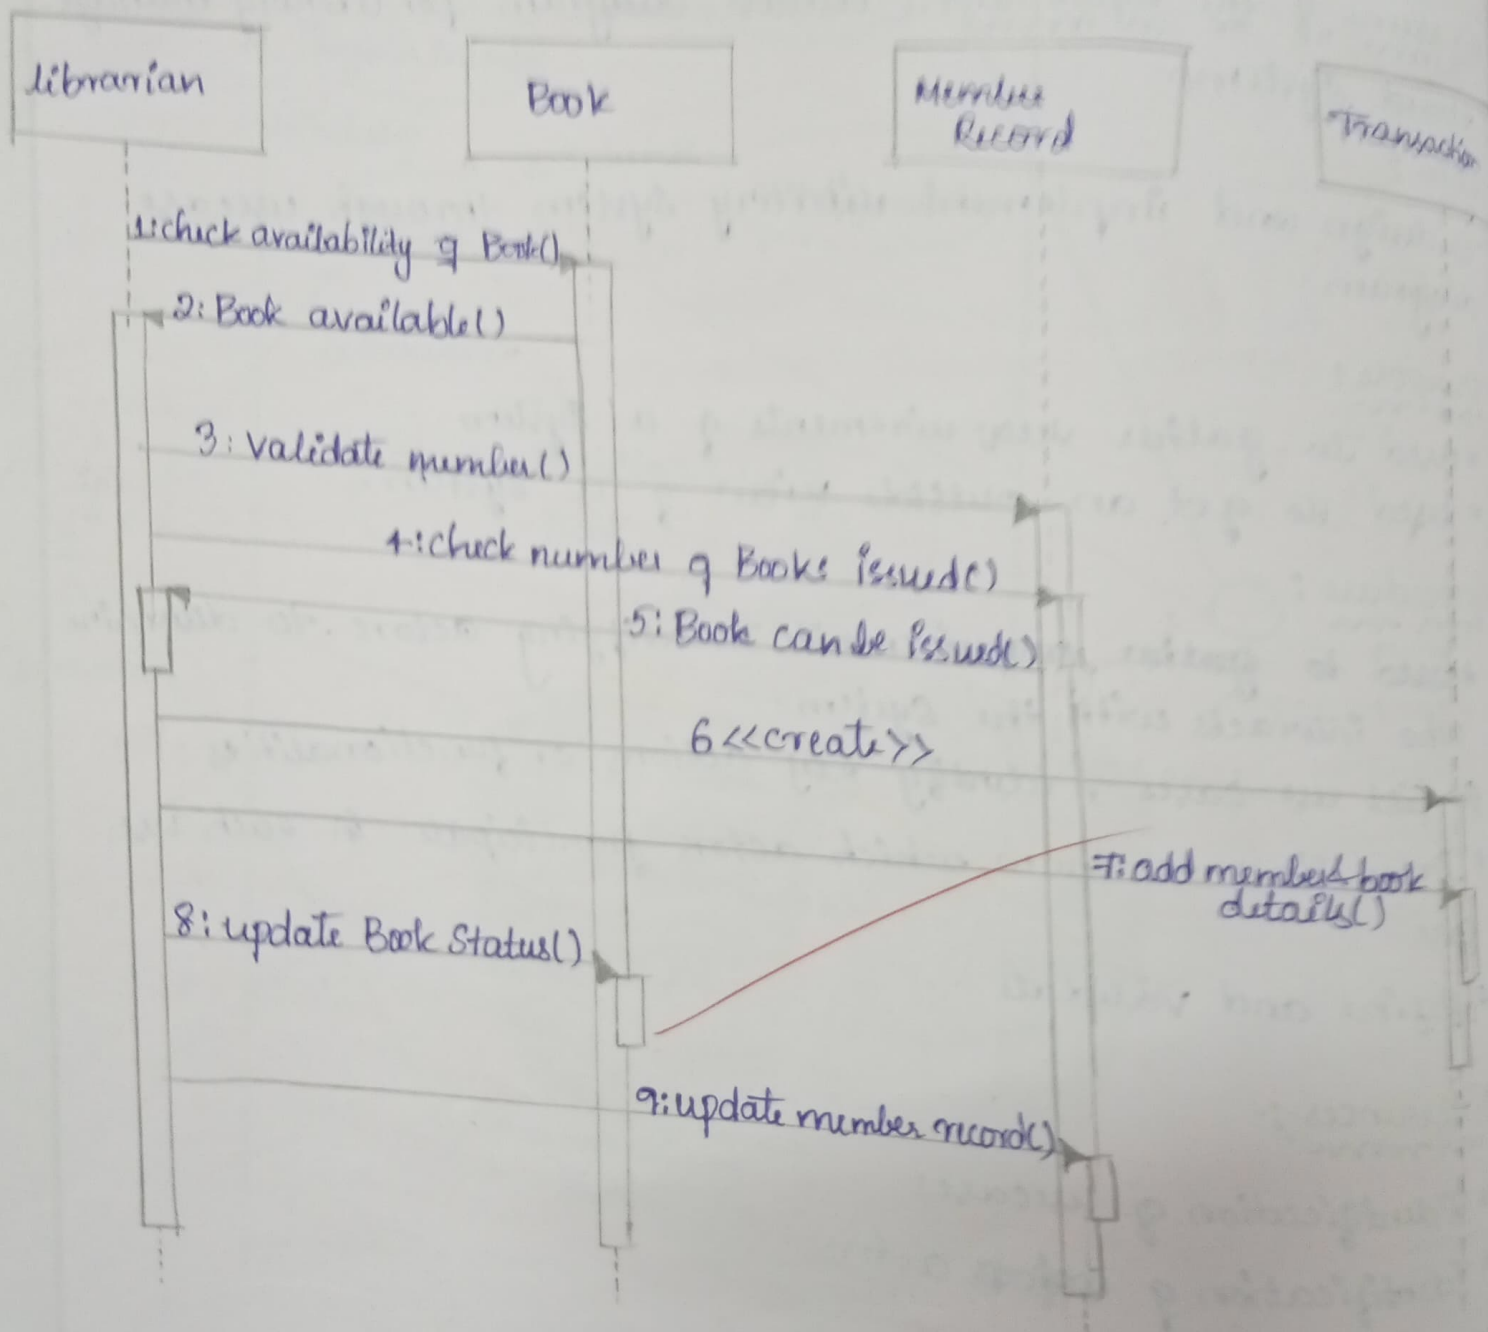 Librarian
Book
Member
Record
Transaction
1:check availability of Book()
2:Book available()
3:Validate member()
4:check number of Books issued()
5:Book can be issued()
6<<create>>
7:add member&book
details()
8:update Book Status()
9:update member record()